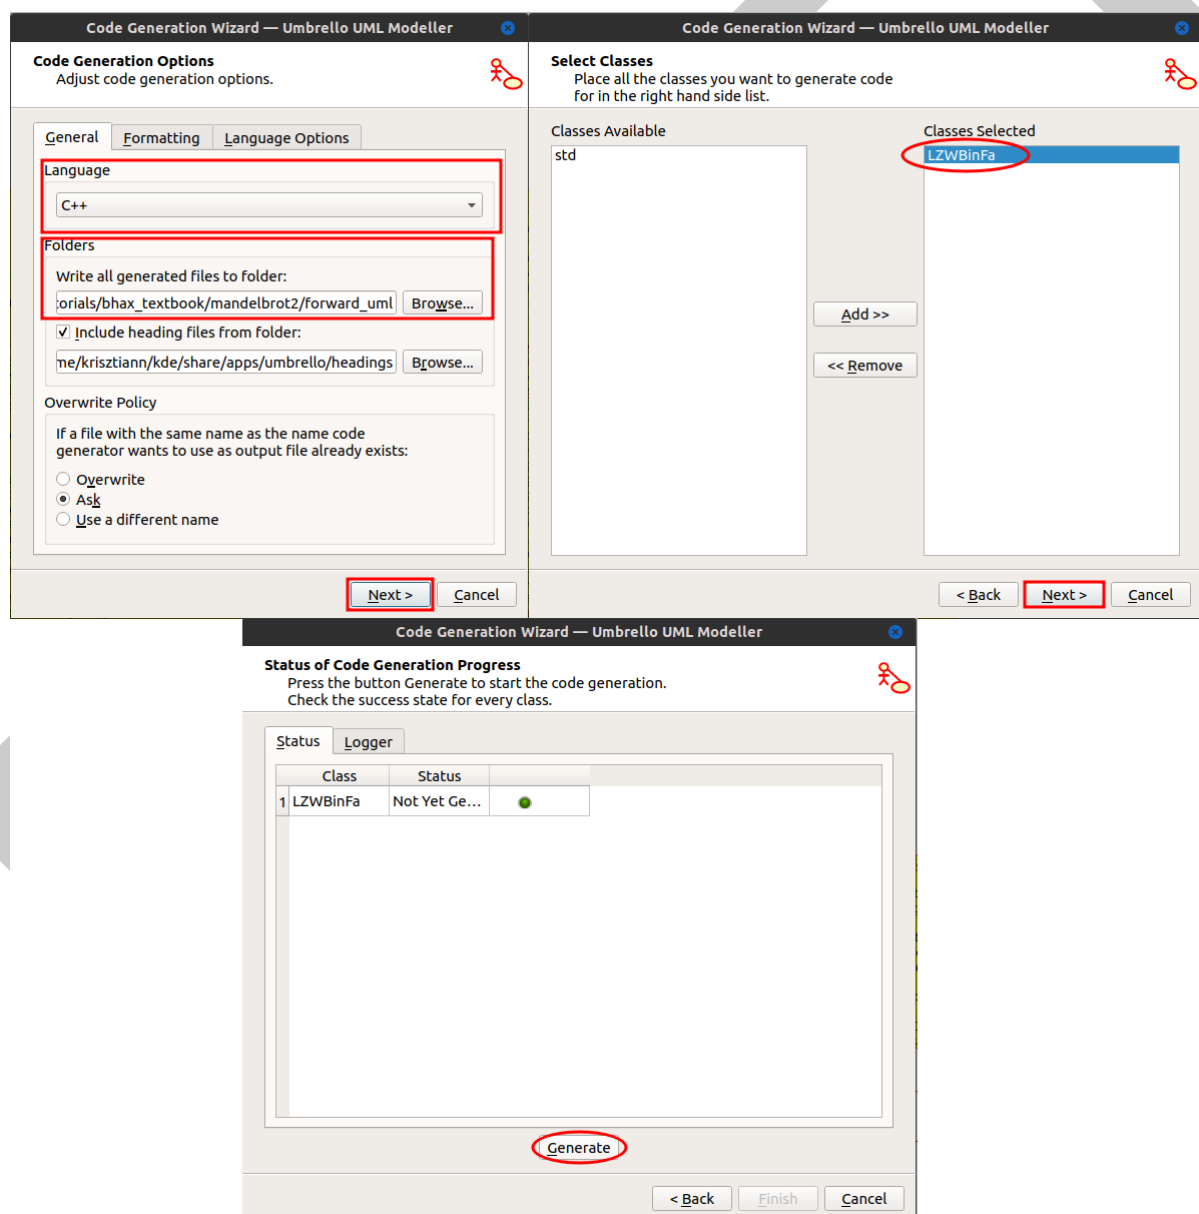 Code Generation Wizard — Umbrello UML Modeller
Code Generation Options
Adjust code generation options.
General
Formatting
Language Options
Language
C++
Folders
Write all generated files to folder:
:orials/bhax_textbook/mandelbrot2/forward_uml
Browse...
Include heading files from folder:
me/krisztiann/kde/share/apps/umbrello/headings
Browse...
Overwrite Policy
If a file with the same name as the name code
generator wants to use as output file already exists:
Overwrite
Ask
Use a different name
Next >
Cancel
Code Generation Wizard — Umbrello UML Modeller
Select Classes
Place all the classes you want to generate code
for in the right hand side list.
Classes Available
std
Classes Selected
LZWBinFa
Add >>
<< Remove
< Back
Next >
Cancel
Code Generation Wizard — Umbrello UML Modeller
Status of Code Generation Progress
Press the button Generate to start the code generation.
Check the success state for every class.
Status
Logger
Class
Status
1
LZWBinFa
Not Yet Ge...
Generate
< Back
Finish
Cancel